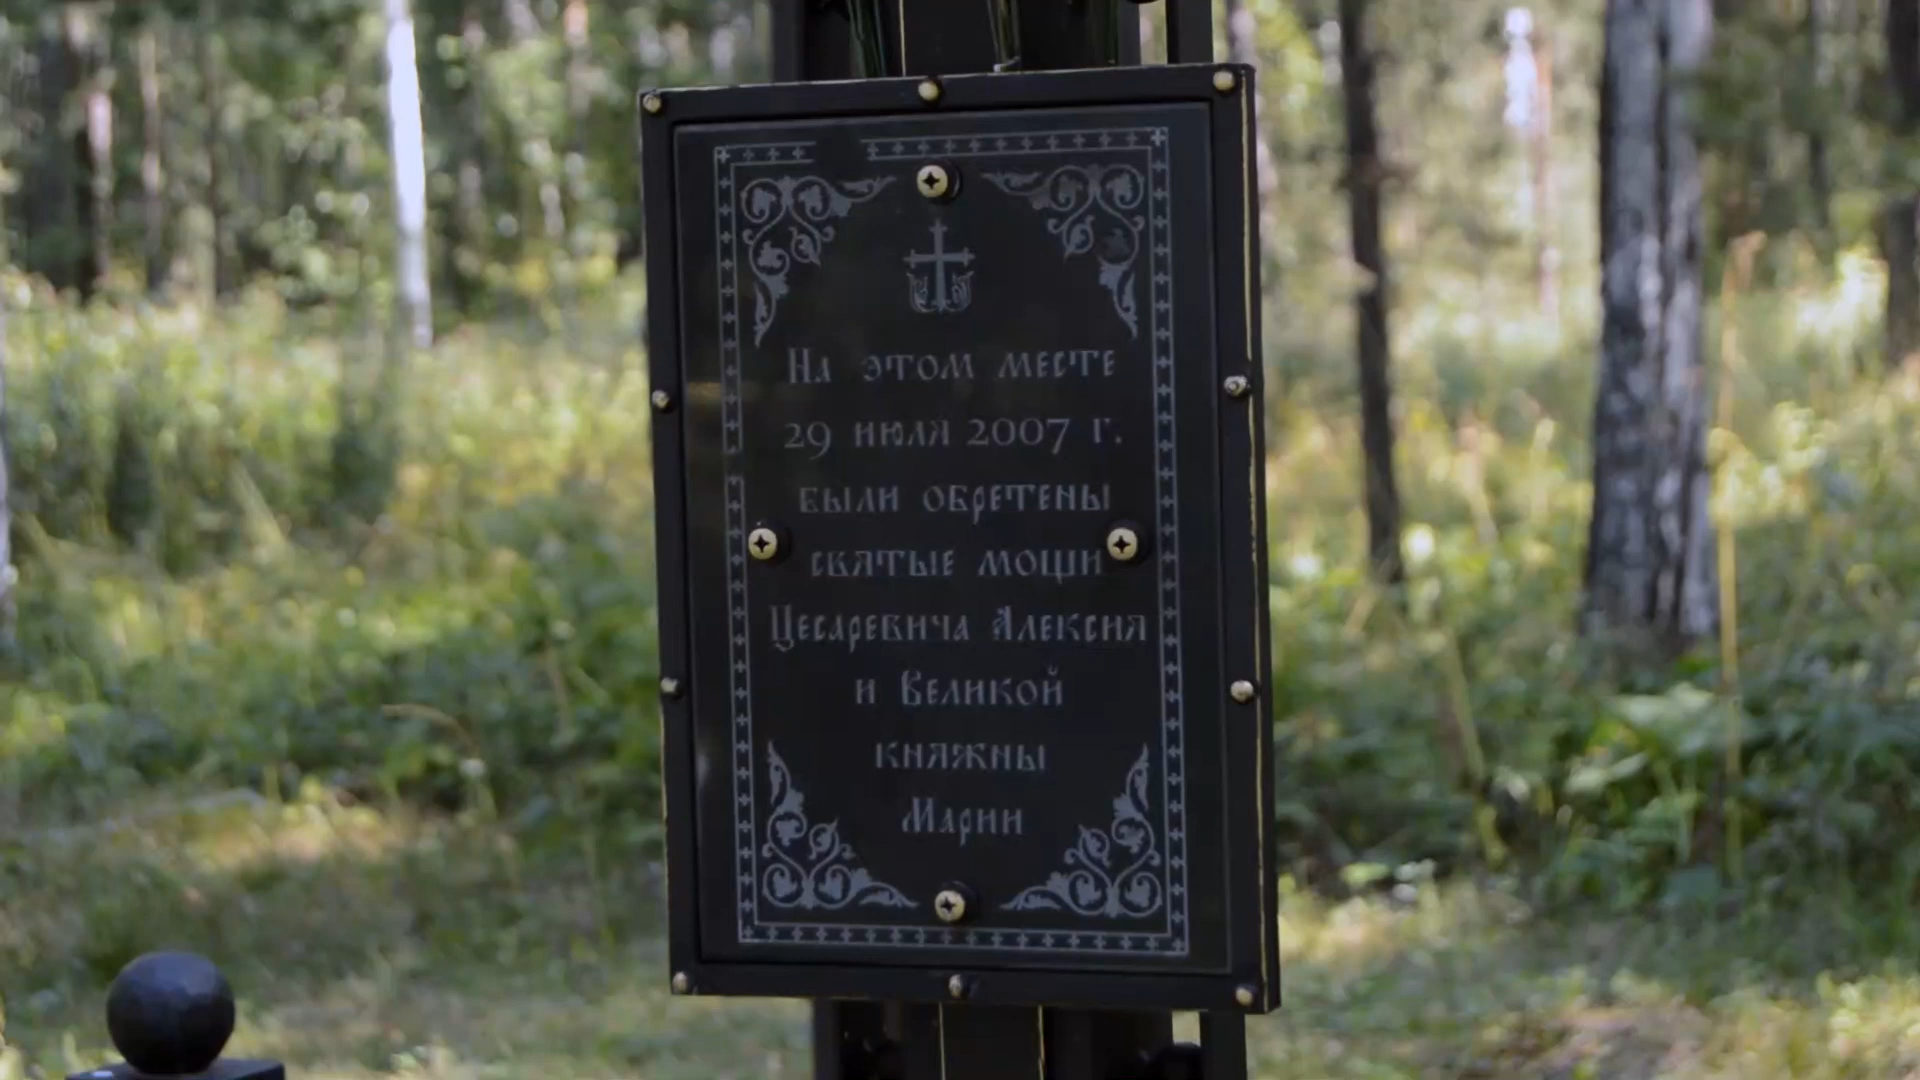 На этом месте
29 июля 2007 г.
были обретены
святые мощи
Цесаревича Алексия
и Великой
княжны
Марии